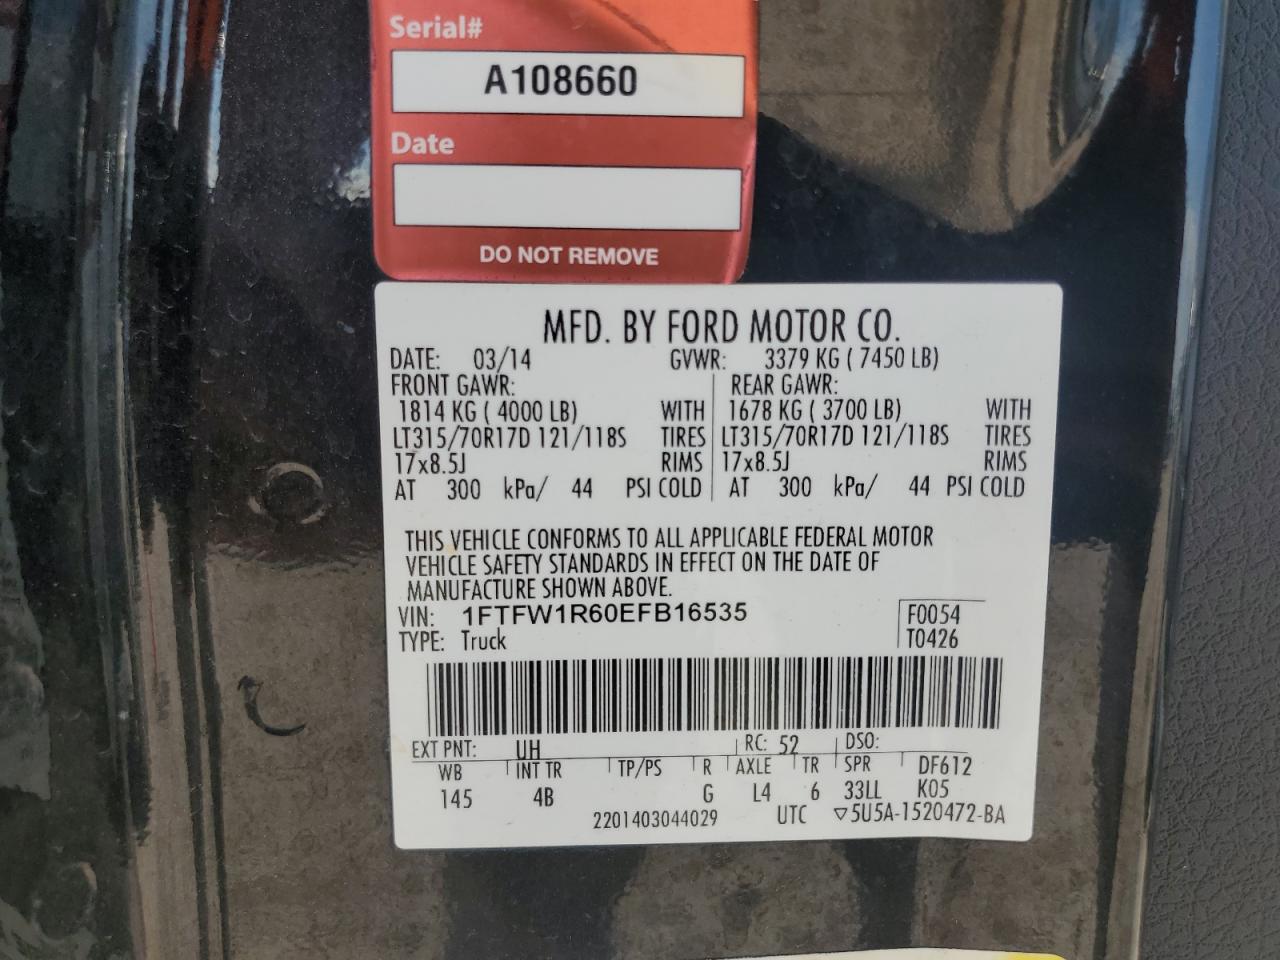 Serial#
A108660
Date
DO NOT REMOVE
MFD. BY FORD MOTOR CO.
DATE: 03/14 GVWR: 3379 KG ( 7450 LB)
FRONT GAWR: REAR GAWR:
1814 KG ( 4000 LB) WITH 1678 KG ( 3700 LB) WITH
LT315/70R17D 121/118S TIRES LT315/70R17D 121/118S TIRES
17x8.5J RIMS 17x8.5J RIMS
AT 300 kPa/ 44 PSI COLD AT 300 kPa/ 44 PSI COLD
THIS VEHICLE CONFORMS TO ALL APPLICABLE FEDERAL MOTOR
VEHICLE SAFETY STANDARDS IN EFFECT ON THE DATE OF
MANUFACTURE SHOWN ABOVE.
VIN: 1FTFW1R60EFB16535 F0054
TYPE: Truck T0426
EXT PNT: UH RC: 52 DSO:
WB INT TR TP/PS R AXLE TR SPR DF612
145 4B G L4 6 33LL K05
2201403044029 UTC ▽5U5A-1520472-BA